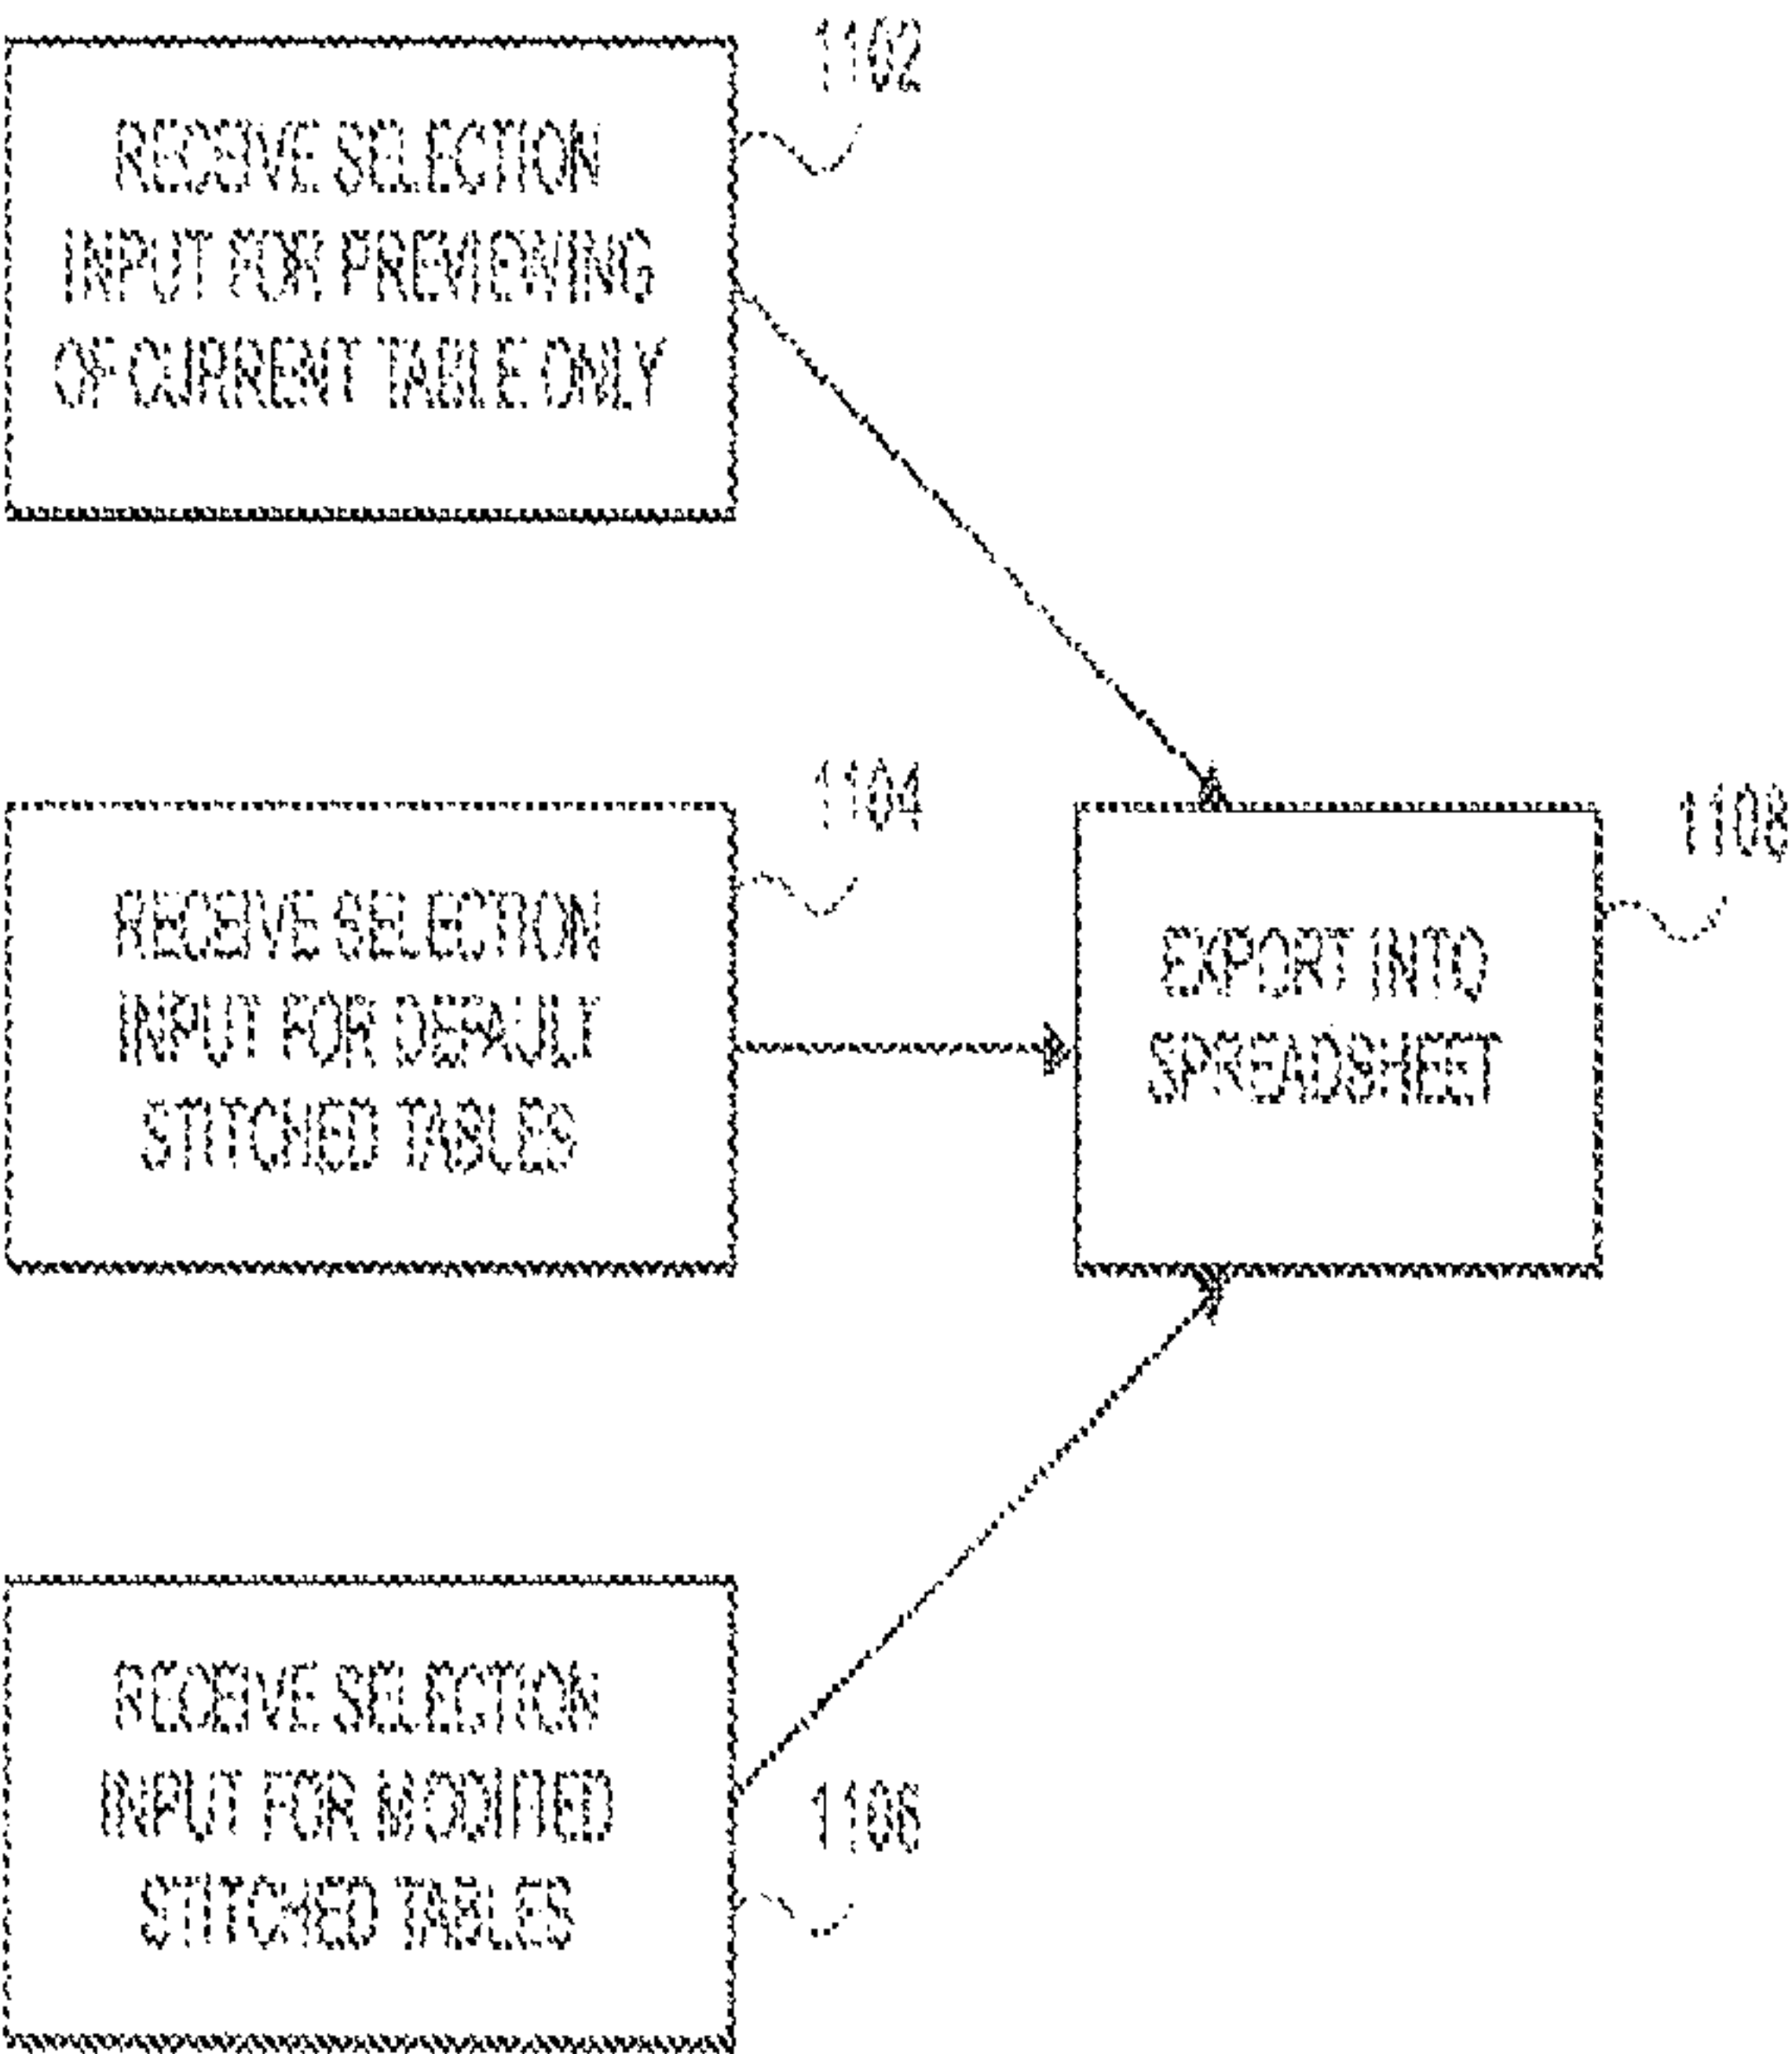 1102
RECEIVE SELECTION
INPUT FOR PREVIEWING
OF CURRENT TABLE ONLY
1104
RECEIVE SELECTION
INPUT FOR DEFAULT
STITCHED TABLES
1108
EXPORT INTO
SPREADSHEET
RECEIVE SELECTION
INPUT FOR MODIFIED
STITCHED TABLES
1106